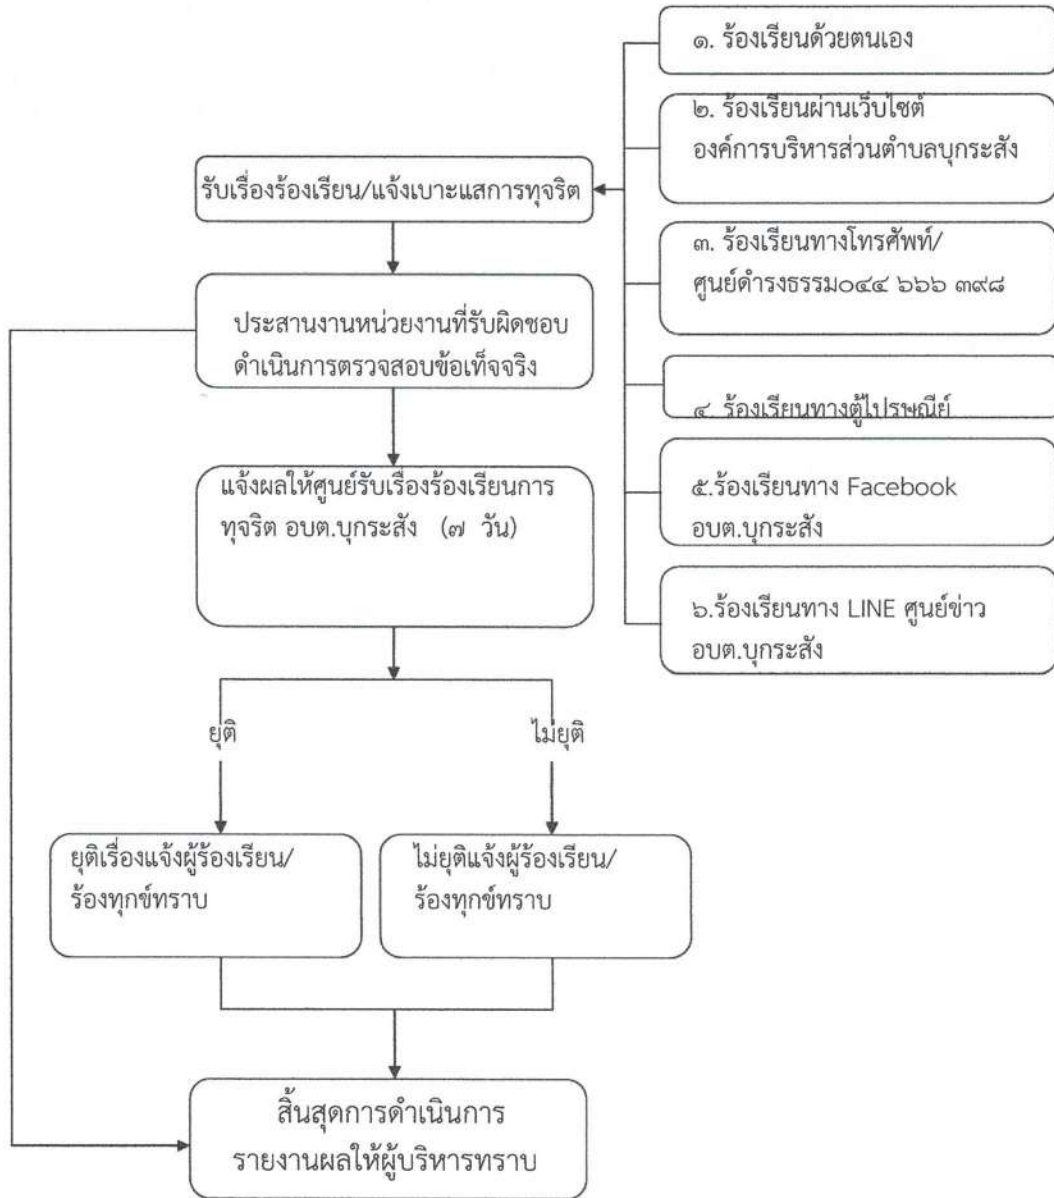 ๑. ร้องเรียนด้วยตนเอง
๒. ร้องเรียนผ่านเว็บไซต์
องค์การบริหารส่วนตำบลบุกระสัง
๓. ร้องเรียนทางโทรศัพท์/
ศูนย์ดำรงธรรม๐๔๔ ๖๖๖ ๓๙๘
๔. ร้องเรียนทางตู้ไปรษณีย์
๕.ร้องเรียนทาง Facebook
อบต.บุกระสัง
๖.ร้องเรียนทาง LINE ศูนย์ข่าว
อบต.บุกระสัง
รับเรื่องร้องเรียน/แจ้งเบาะแสการทุจริต
ประสานงานหน่วยงานที่รับผิดชอบ
ดำเนินการตรวจสอบข้อเท็จจริง
แจ้งผลให้ศูนย์รับเรื่องร้องเรียนการ
ทุจริต อบต.บุกระสัง (๗ วัน)
ยุติ
ไม่ยุติ
ยุติเรื่องแจ้งผู้ร้องเรียน/
ร้องทุกข์ทราบ
ไม่ยุติแจ้งผู้ร้องเรียน/
ร้องทุกข์ทราบ
สิ้นสุดการดำเนินการ
รายงานผลให้ผู้บริหารทราบ